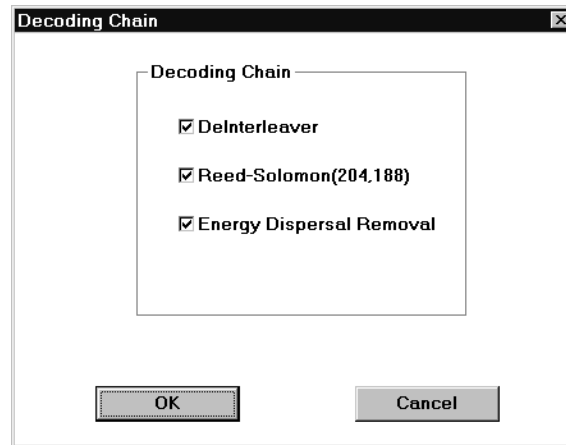 Decoding Chain
Decoding Chain
DeInterleaver
Reed-Solomon(204,188)
Energy Dispersal Removal
OK
Cancel